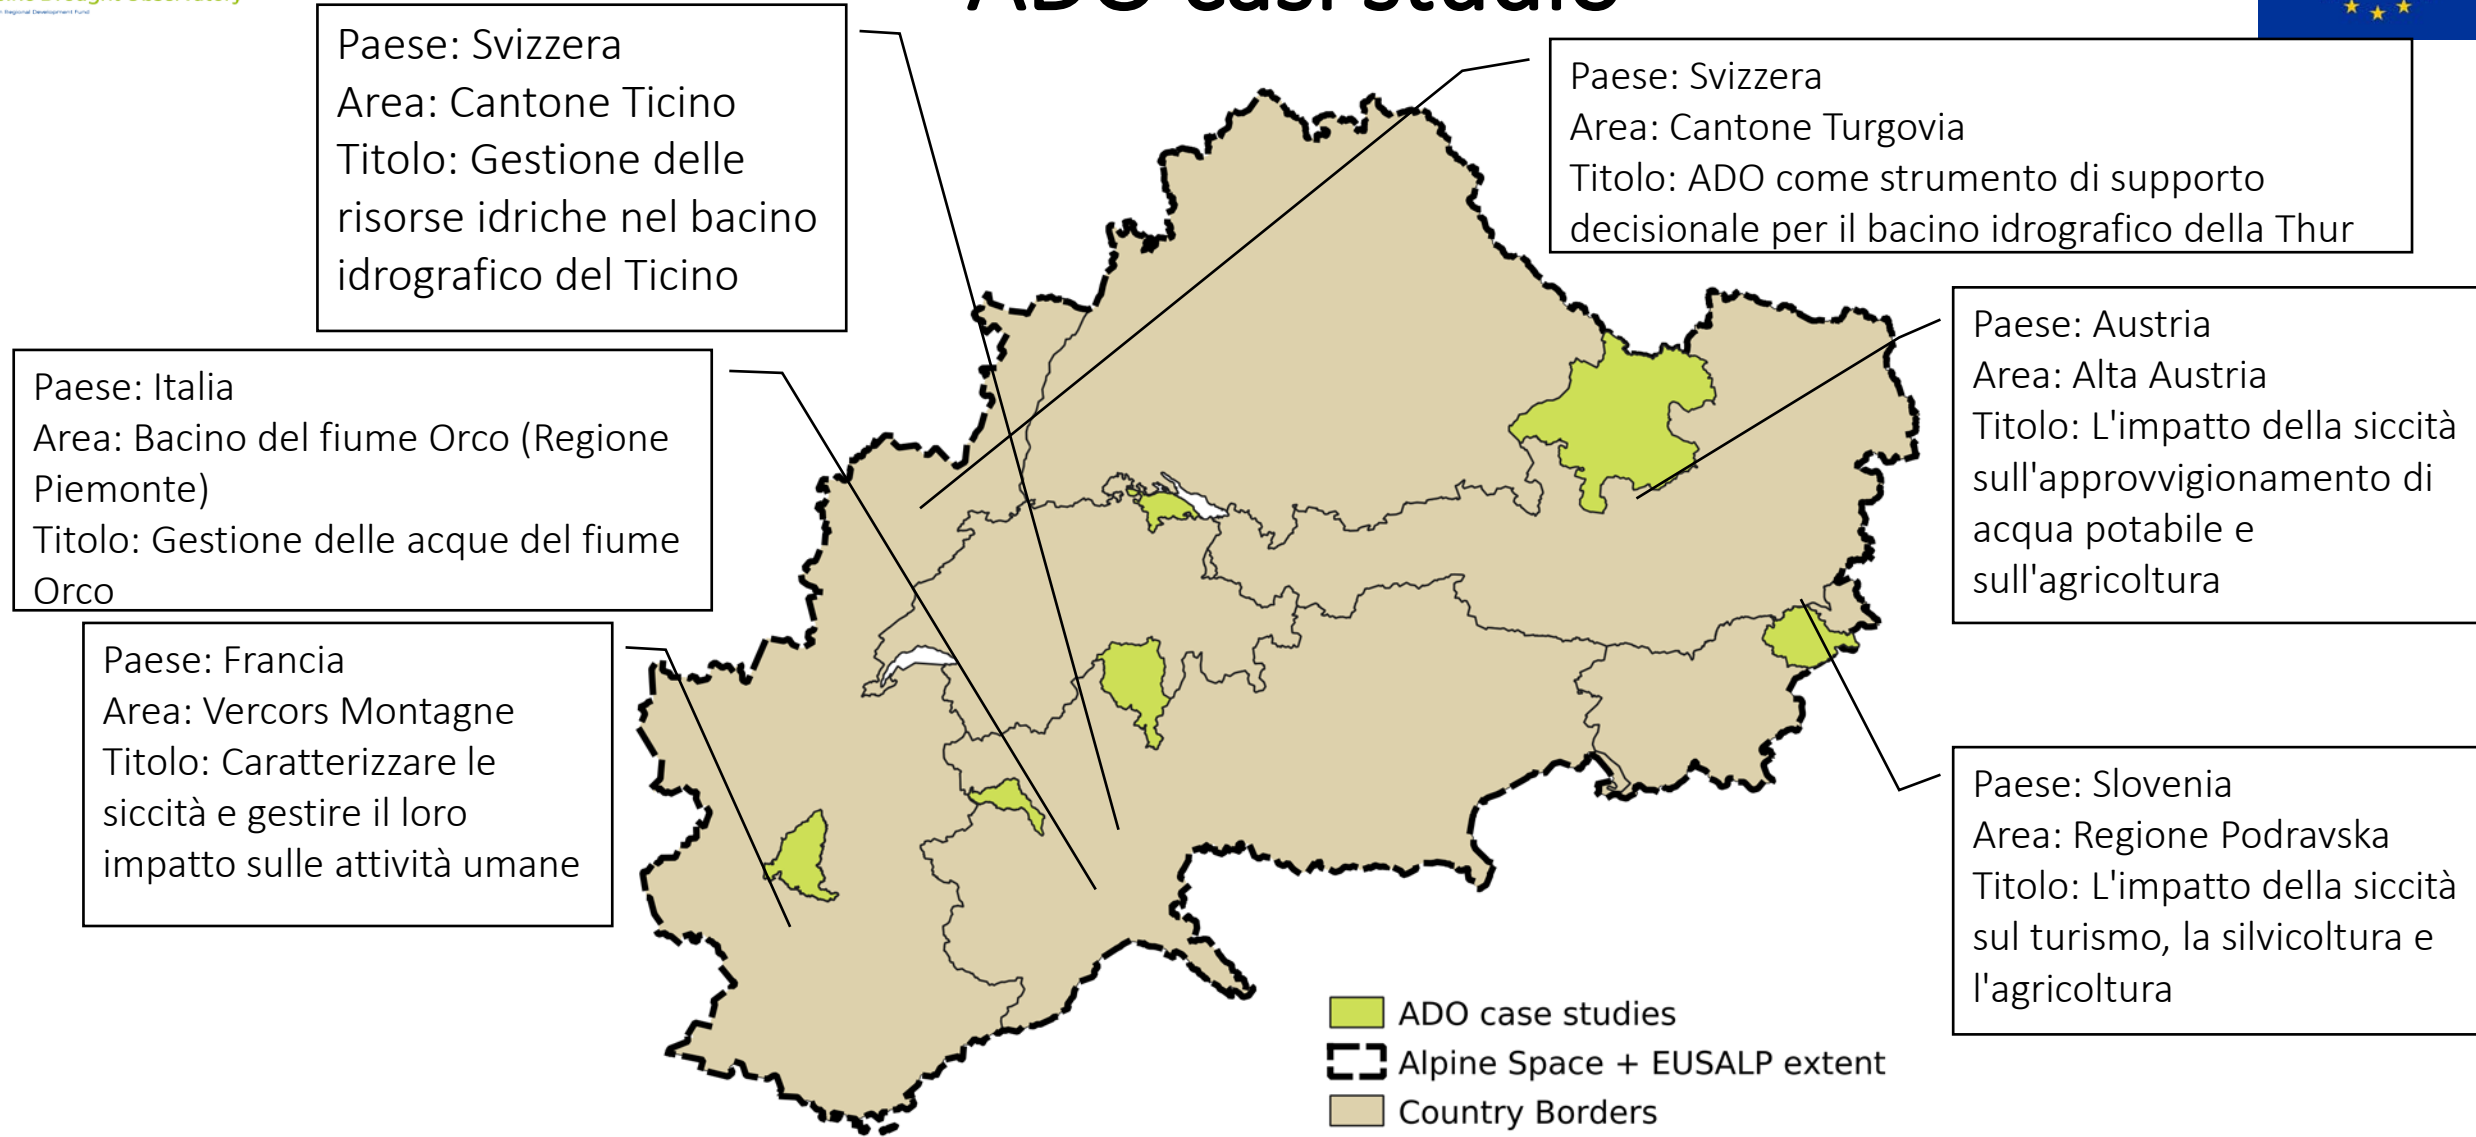 ADO casi studio
Paese: Svizzera
Area: Cantone Ticino
Titolo: Gestione delle
risorse idriche nel bacino
idrografico del Ticino
Paese: Svizzera
Area: Cantone Turgovia
Titolo: ADO come strumento di supporto
decisionale per il bacino idrografico della Thur
Paese: Italia
Area: Bacino del fiume Orco (Regione
Piemonte)
Titolo: Gestione delle acque del fiume
Orco
Paese: Austria
Area: Alta Austria
Titolo: L'impatto della siccità
sull'approvvigionamento di
acqua potabile e
sull'agricoltura
Paese: Francia
Area: Vercors Montagne
Titolo: Caratterizzare le
siccità e gestire il loro
impatto sulle attività umane
Paese: Slovenia
Area: Regione Podravska
Titolo: L'impatto della siccità
sul turismo, la silvicoltura e
l'agricoltura
ADO case studies
Alpine Space + EUSALP extent
Country Borders